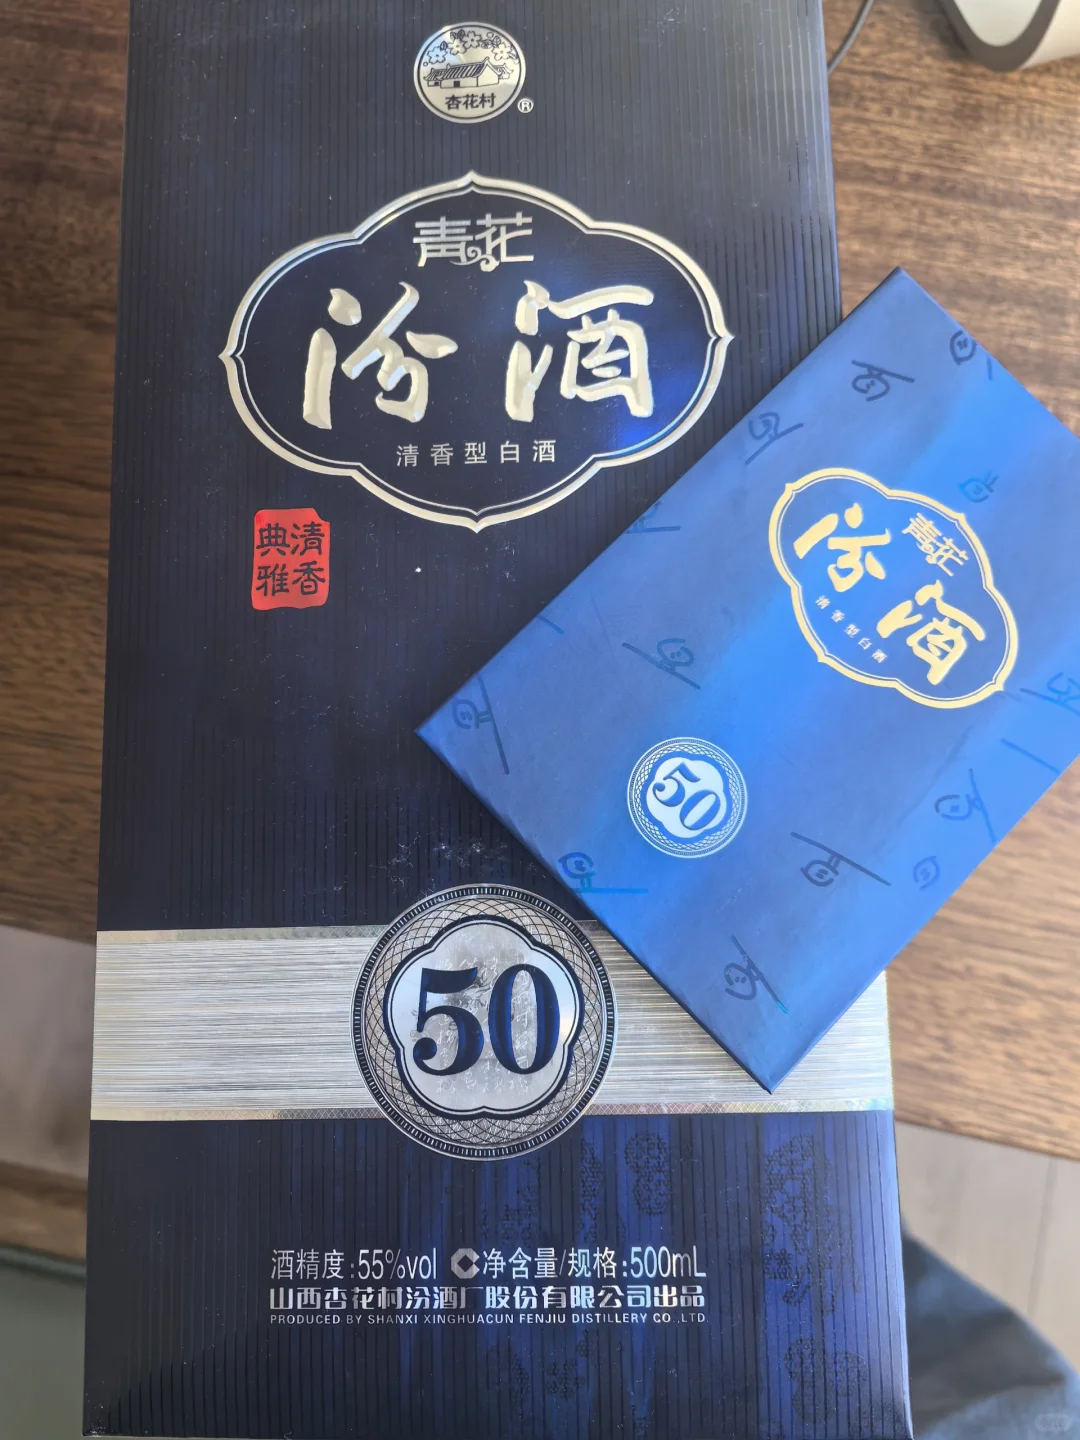 杏花村
®
青花
汾酒
清香型白酒
清香
典雅
50
酒精度:55%vol 净含量/规格:500mL
山西杏花村汾酒厂股份有限公司出品
PRODUCED BY SHANXI XINGHUACUN FENJIU DISTILLERY CO.,LTD.
青花
汾酒
清香型白酒
50